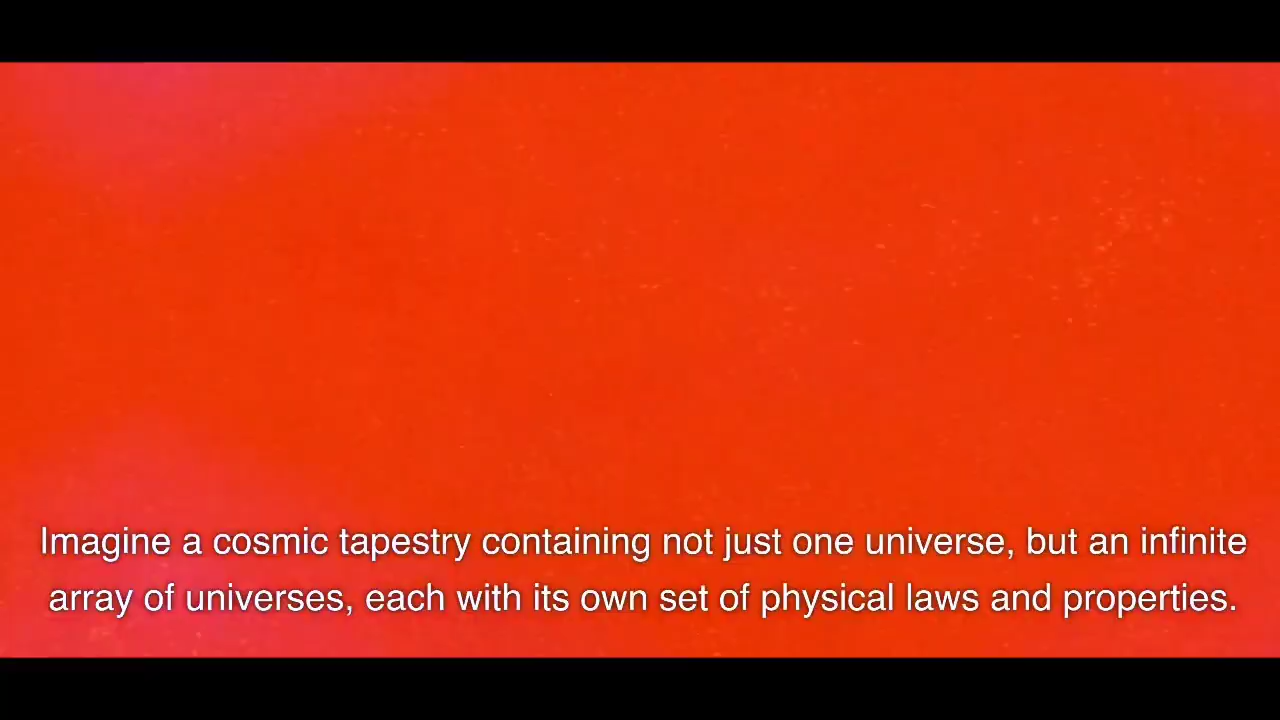 Imagine a cosmic tapestry containing not just one universe, but an infinite
array of universes, each with its own set of physical laws and properties.